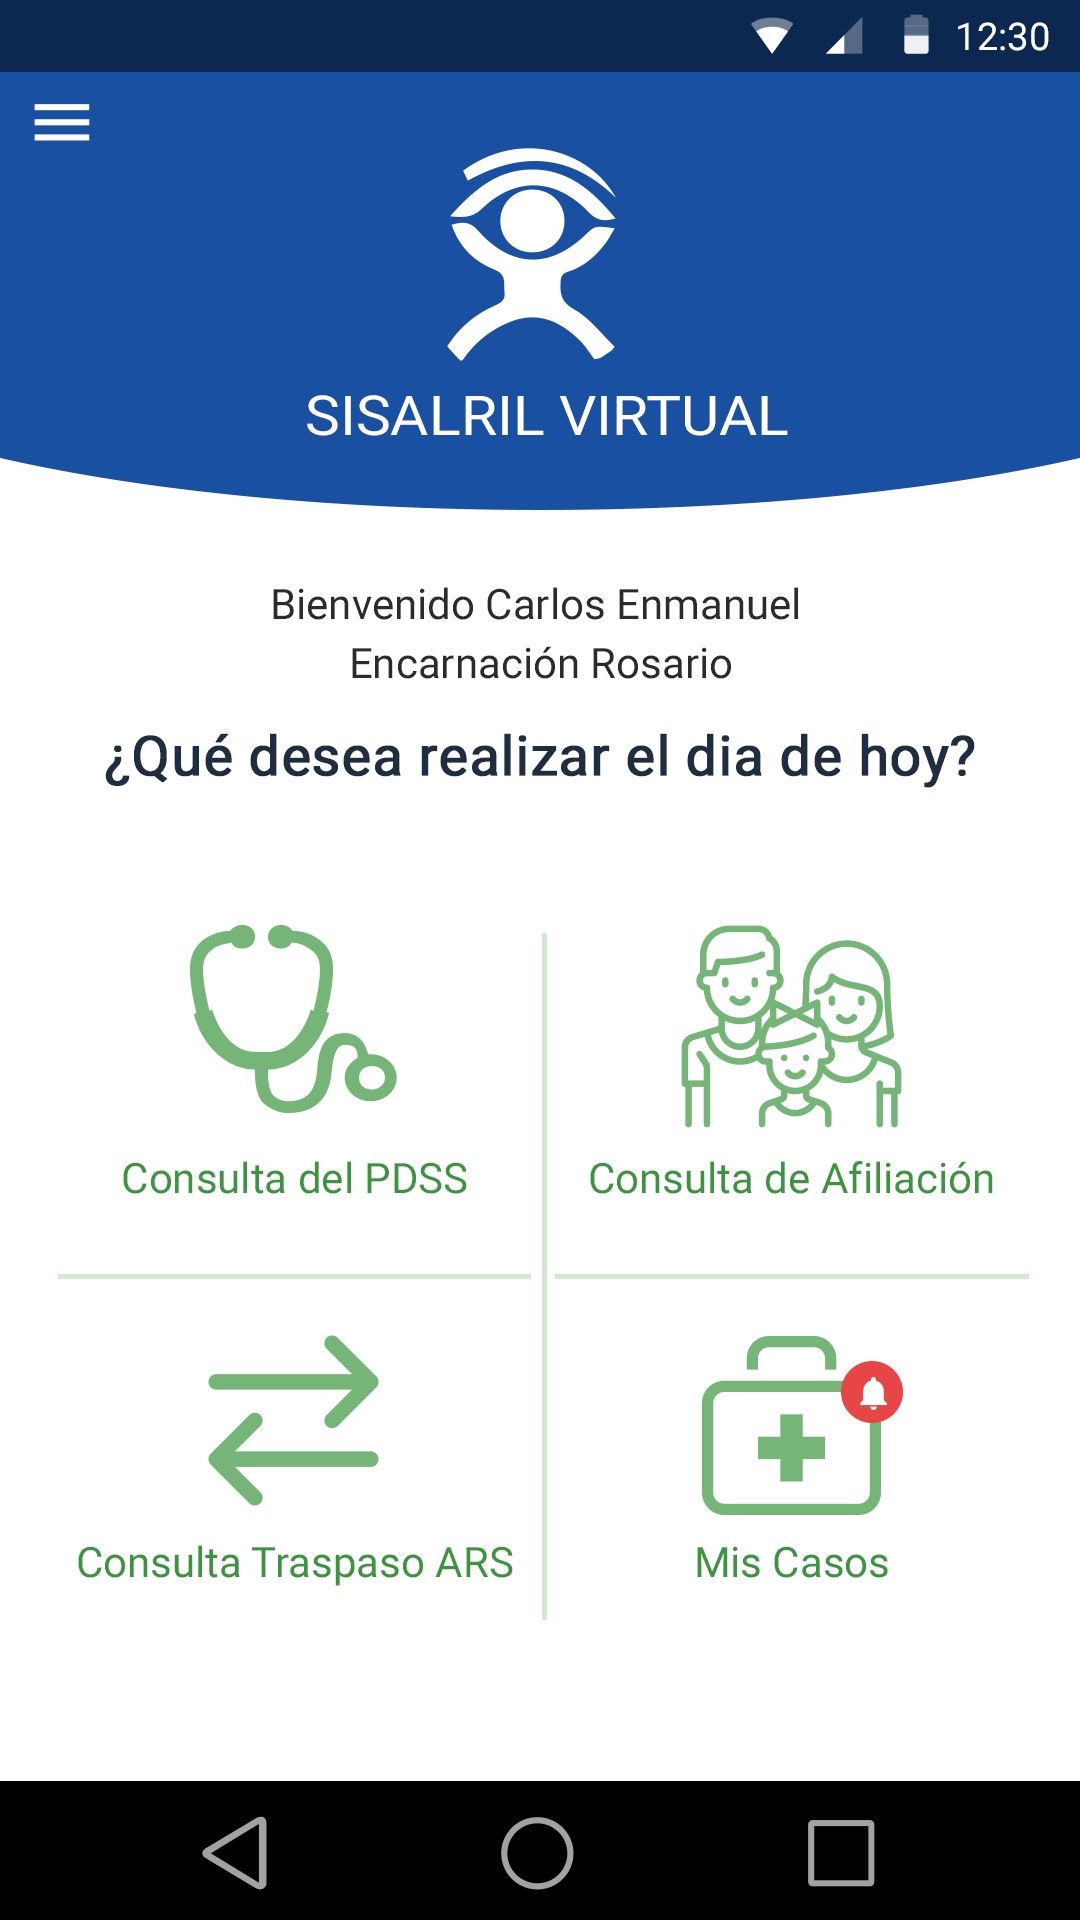 12:30
SISALRIL VIRTUAL
Bienvenido Carlos Enmanuel
Encarnación Rosario
¿Qué desea realizar el dia de hoy?
Consulta del PDSS
Consulta de Afiliación
Consulta Traspaso ARS
Mis Casos